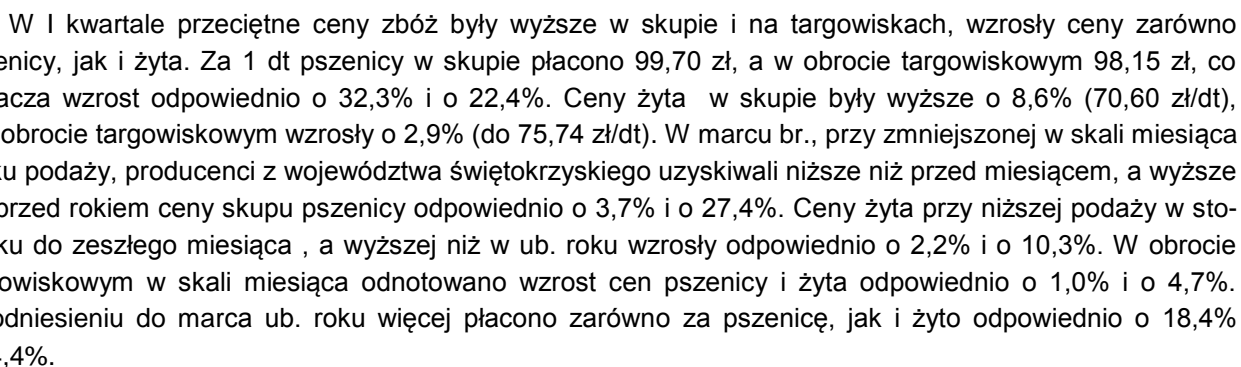 W I kwartale przeciętne ceny zbóż były wyższe w skupie i na targowiskach, wzrosły ceny zarówno
enicy, jak i żyta. Za 1 dt pszenicy w skupie płacono 99,70 zł, a w obrocie targowiskowym 98,15 zł, co
acza wzrost odpowiednio o 32,3% i o 22,4%. Ceny żyta w skupie były wyższe o 8,6% (70,60 zł/dt),
obrocie targowiskowym wzrosły o 2,9% (do 75,74 zł/dt). W marcu br., przy zmniejszonej w skali miesiąca
ku podaży, producenci z województwa świętokrzyskiego uzyskiwali niższe niż przed miesiącem, a wyższe
przed rokiem ceny skupu pszenicy odpowiednio o 3,7% i o 27,4%. Ceny żyta przy niższej podaży w sto-
ku do zeszłego miesiąca , a wyższej niż w ub. roku wzrosły odpowiednio o 2,2% i o 10,3%. W obrocie
owiskowym w skali miesiąca odnotowano wzrost cen pszenicy i żyta odpowiednio o 1,0% i o 4,7%.
odniesieniu do marca ub. roku więcej płacono zarówno za pszenicę, jak i żyto odpowiednio o 18,4%
,4%.